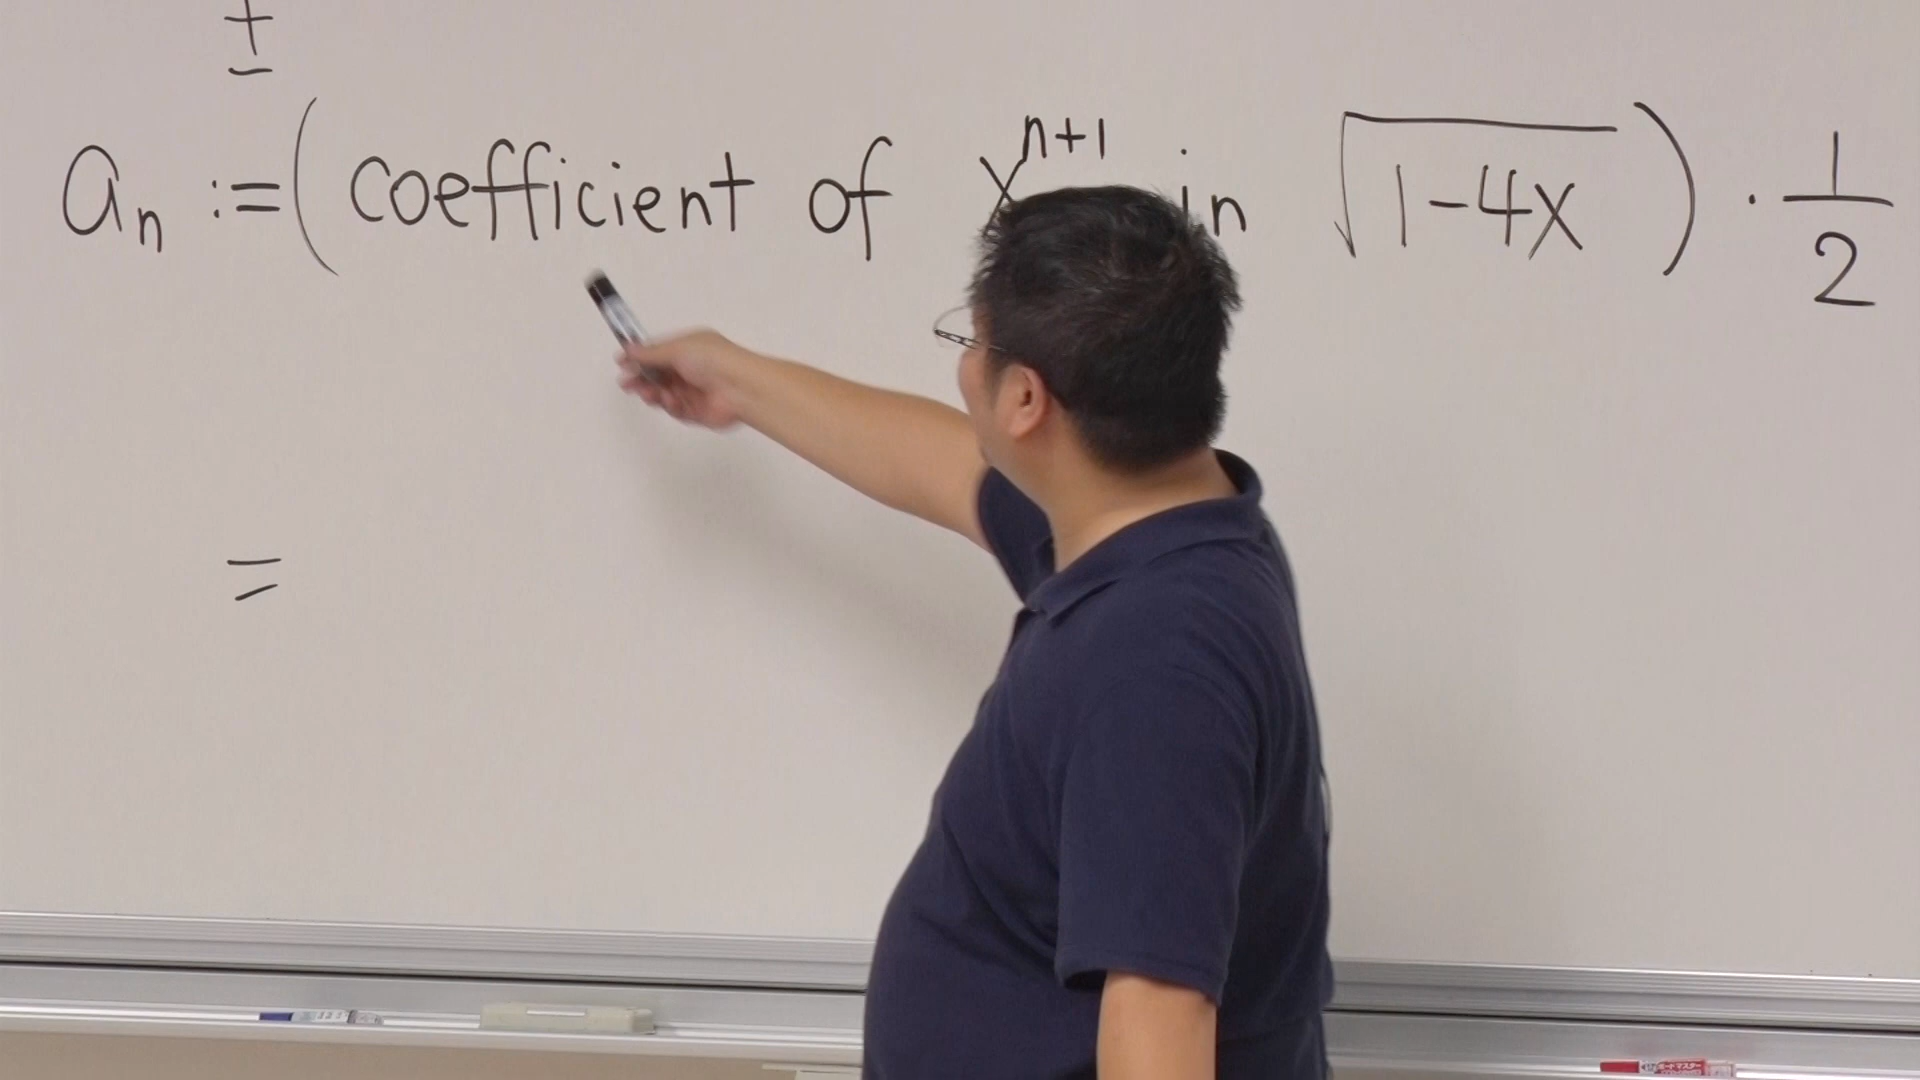 ±
aₙ := ( coefficient of xⁿ⁺¹ in √(1-4x) ) · 1/2
=